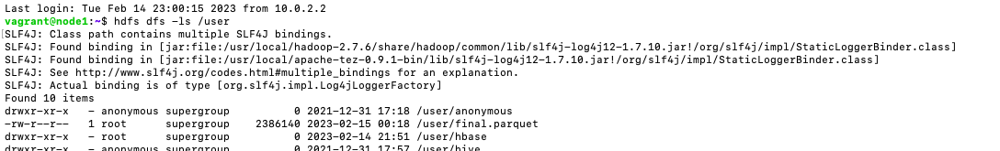 Last login: Tue Feb 14 23:00:15 2023 from 10.0.2.2
vagrant@node1:~$ hdfs dfs -ls /user
SLF4J: Class path contains multiple SLF4J bindings.
SLF4J: Found binding in [jar:file:/usr/local/hadoop-2.7.6/share/hadoop/common/lib/slf4j-log4j12-1.7.10.jar!/org/slf4j/impl/StaticLoggerBinder.class]
SLF4J: Found binding in [jar:file:/usr/local/apache-tez-0.9.1-bin/lib/slf4j-log4j12-1.7.10.jar!/org/slf4j/impl/StaticLoggerBinder.class]
SLF4J: See http://www.slf4j.org/codes.html#multiple_bindings for an explanation.
SLF4J: Actual binding is of type [org.slf4j.impl.Log4jLoggerFactory]
Found 10 items
drwxr-xr-x   - anonymous supergroup          0 2021-12-31 17:18 /user/anonymous
-rw-r--r--   1 root      supergroup    2386140 2023-02-15 00:18 /user/final.parquet
drwxr-xr-x   - root      supergroup          0 2023-02-14 21:51 /user/hbase
drwxr-xr-x   - anonymous supergroup          0 2021-12-31 17:57 /user/hive